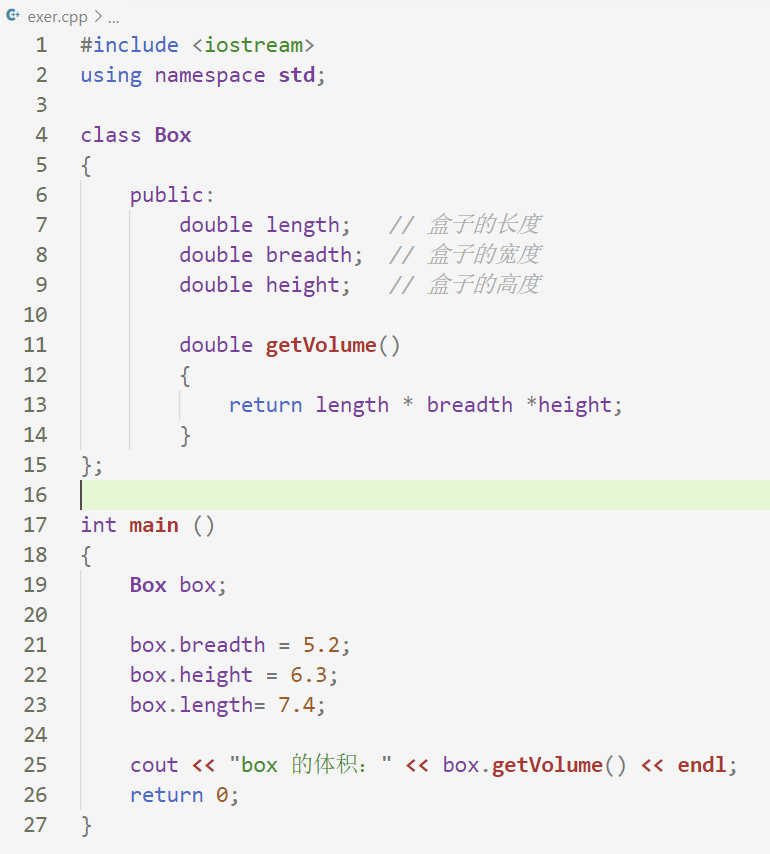 exer.cpp > ...
1 #include <iostream>
2 using namespace std;
3
4 class Box
5 {
6     public:
7         double length;   // 盒子的长度
8         double breadth;  // 盒子的宽度
9         double height;   // 盒子的高度
10
11         double getVolume()
12         {
13             return length * breadth *height;
14         }
15 };
16
17 int main ()
18 {
19     Box box;
20
21     box.breadth = 5.2;
22     box.height = 6.3;
23     box.length= 7.4;
24
25     cout << "box 的体积：" << box.getVolume() << endl;
26     return 0;
27 }